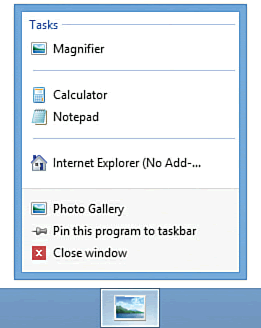 Tasks
Magnifier
Calculator
Notepad
Internet Explorer (No Add-...
Photo Gallery
Pin this program to taskbar
Close window